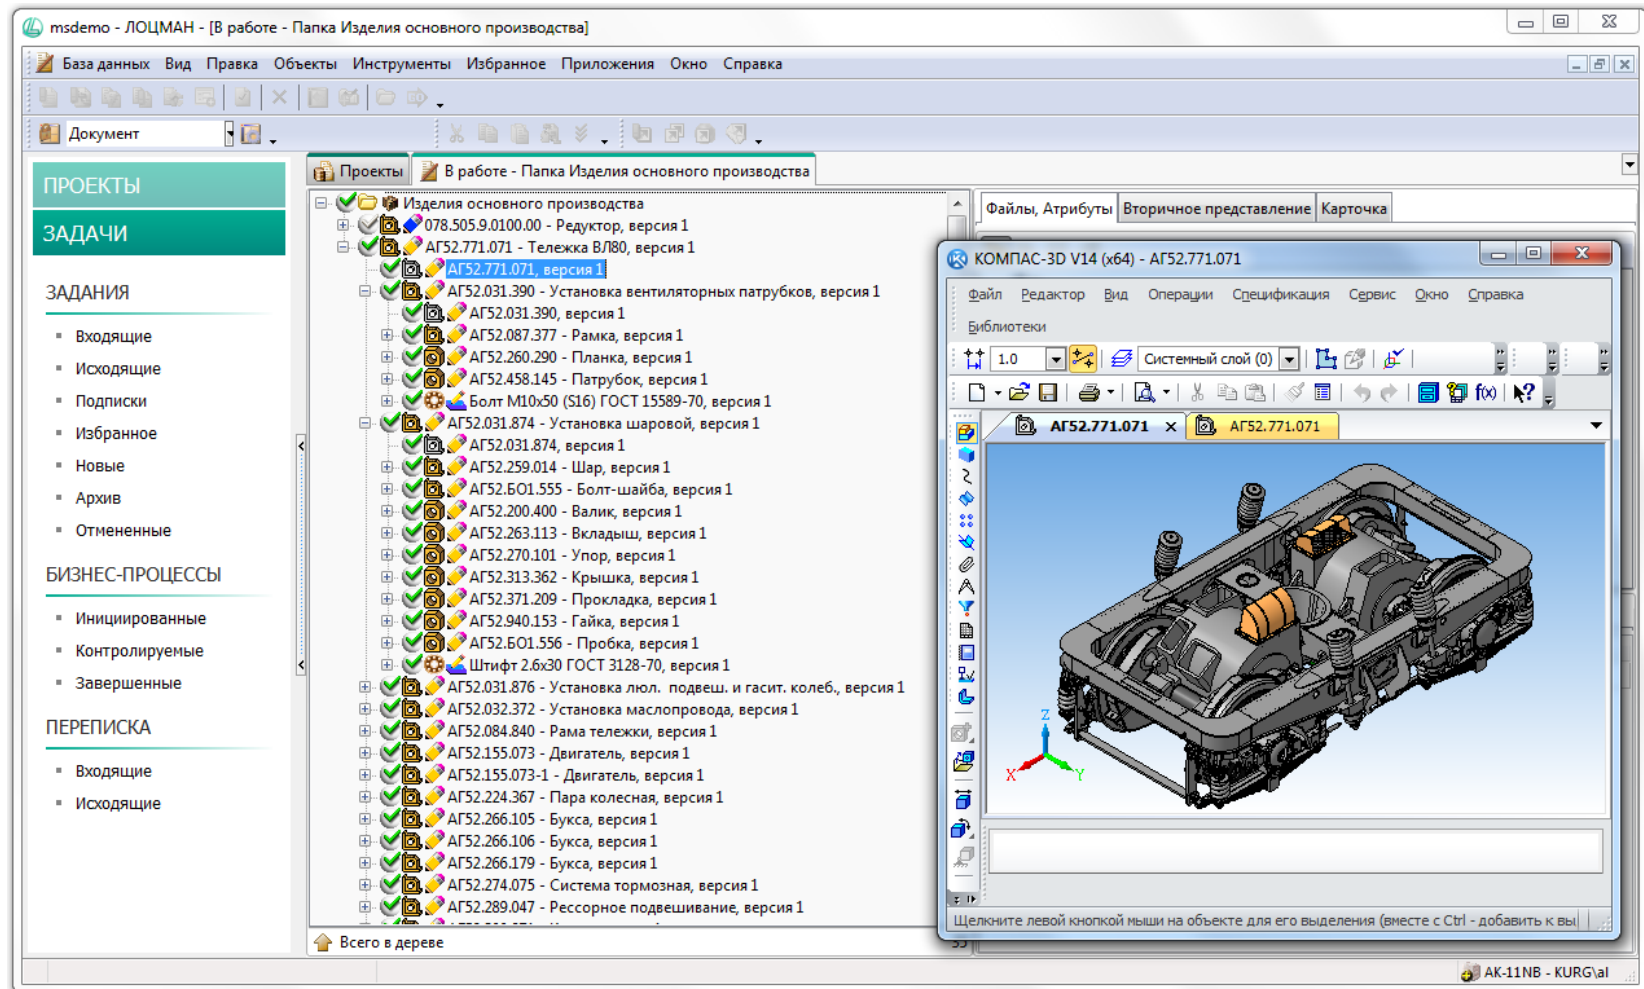 msdemo - ЛОЦМАН - [В работе - Папка Изделия основного производства]
База данных Вид Правка Объекты Инструменты Избранное Приложения Окно Справка
Документ
ПРОЕКТЫ
ЗАДАЧИ
ЗАДАНИЯ
Входящие
Исходящие
Подписки
Избранное
Новые
Архив
Отмененные
БИЗНЕС-ПРОЦЕССЫ
Инициированные
Контролируемые
Завершенные
ПЕРЕПИСКА
Входящие
Исходящие
Проекты
В работе - Папка Изделия основного производства
Изделия основного производства
078.505.9.0100.00 - Редуктор, версия 1
АГ52.771.071 - Тележка ВЛ80, версия 1
АГ52.771.071, версия 1
АГ52.031.390 - Установка вентиляторных патрубков, версия 1
АГ52.031.390, версия 1
АГ52.087.377 - Рамка, версия 1
АГ52.260.290 - Планка, версия 1
АГ52.458.145 - Патрубок, версия 1
Болт М10х50 (S16) ГОСТ 15589-70, версия 1
АГ52.031.874 - Установка шаровой, версия 1
АГ52.031.874, версия 1
АГ52.259.014 - Шар, версия 1
АГ52.БО1.555 - Болт-шайба, версия 1
АГ52.200.400 - Валик, версия 1
АГ52.263.113 - Вкладыш, версия 1
АГ52.270.101 - Упор, версия 1
АГ52.313.362 - Крышка, версия 1
АГ52.371.209 - Прокладка, версия 1
АГ52.940.153 - Гайка, версия 1
АГ52.БО1.556 - Пробка, версия 1
Штифт 2.6х30 ГОСТ 3128-70, версия 1
АГ52.031.876 - Установка люл. подвеш. и гасит. колеб., версия 1
АГ52.032.372 - Установка маслопровода, версия 1
АГ52.084.840 - Рама тележки, версия 1
АГ52.155.073 - Двигатель, версия 1
АГ52.155.073-1 - Двигатель, версия 1
АГ52.224.367 - Пара колесная, версия 1
АГ52.266.105 - Букса, версия 1
АГ52.266.106 - Букса, версия 1
АГ52.266.179 - Букса, версия 1
АГ52.274.075 - Система тормозная, версия 1
АГ52.289.047 - Рессорное подвешивание, версия 1
Всего в дереве
Файлы, Атрибуты Вторичное представление Карточка
КОМПАС-3D V14 (x64) - АГ52.771.071
Файл Редактор Вид Операции Спецификация Сервис Окно Справка
Библиотеки
1.0 Системный слой (0)
f(x)
АГ52.771.071 АГ52.771.071
Z
X Y
Щелкните левой кнопкой мыши на объекте для его выделения (вместе с Ctrl - добавить к вы
AK-11NB - KURG\al